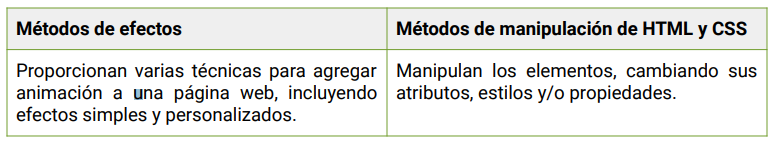 Métodos de efectos
Métodos de manipulación de HTML y CSS
Proporcionan varias técnicas para agregar
animación a una página web, incluyendo
efectos simples y personalizados.
Manipulan los elementos, cambiando sus
atributos, estilos y/o propiedades.